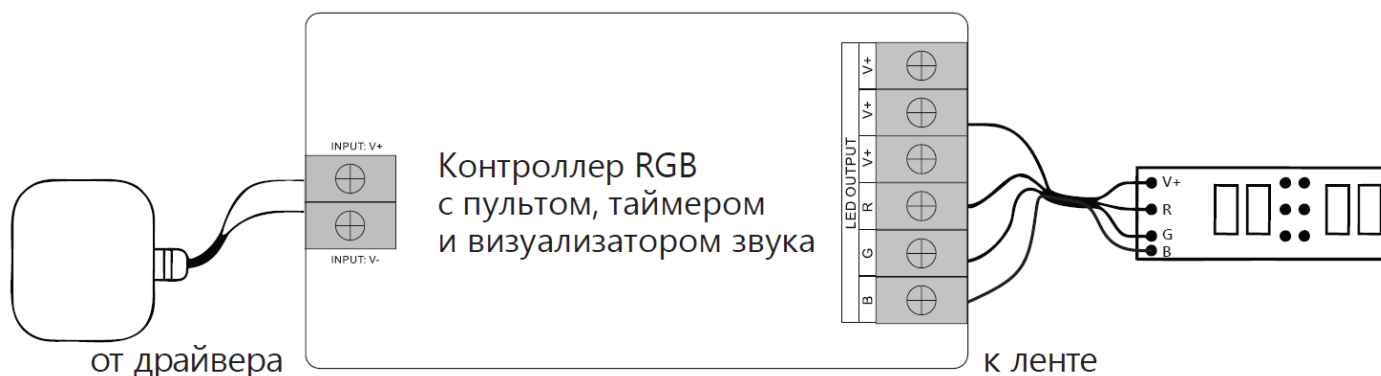 INPUT: V+
INPUT: V-
Контроллер RGB
с пультом, таймером
и визуализатором звука
LED OUTPUT
V+
V+
V+
R
G
B
V+
R
G
B
от драйвера
к ленте